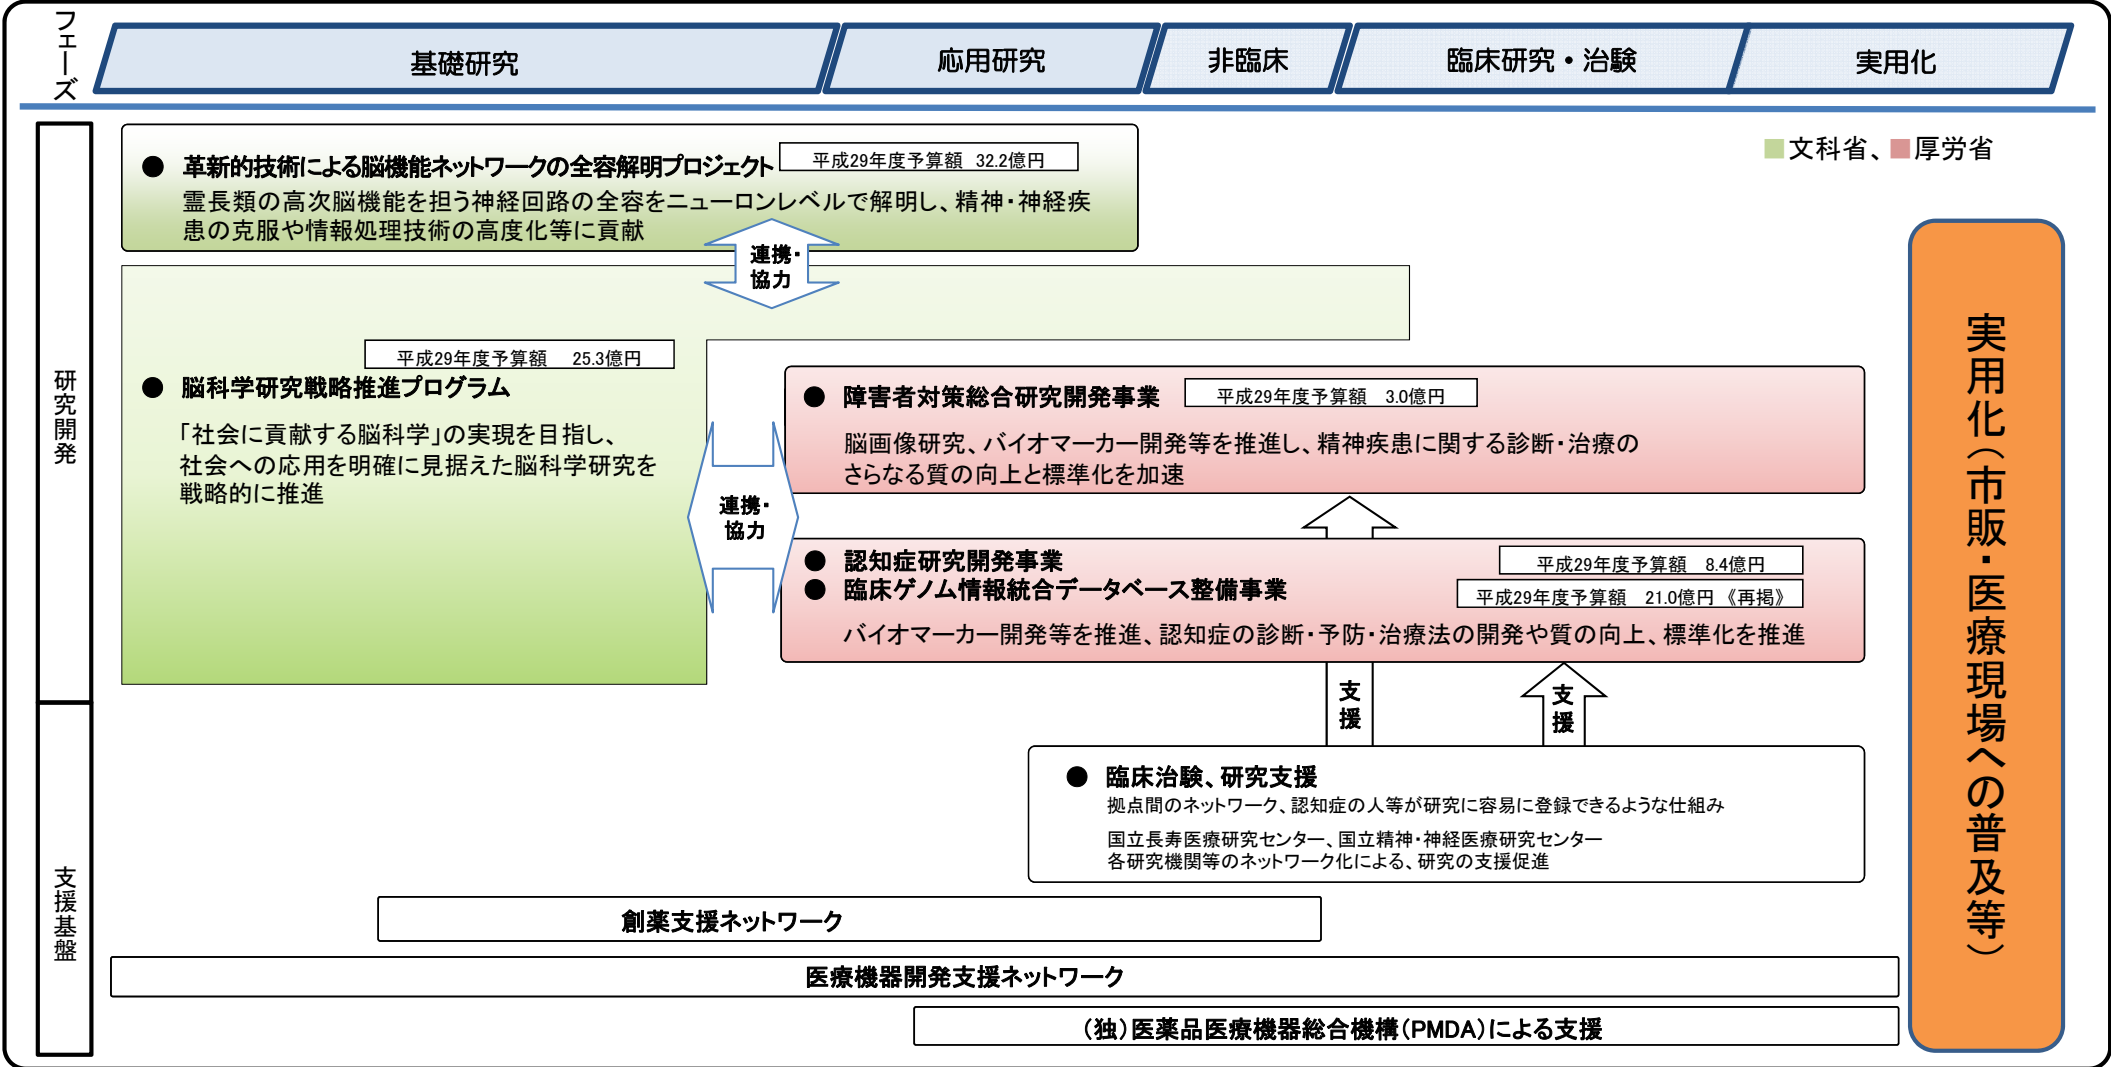 フェーズ
基礎研究
応用研究
非臨床
臨床研究・治験
実用化
■文科省、■厚労省
研究開発
● 革新的技術による脳機能ネットワークの全容解明プロジェクト
平成29年度予算額 32.2億円
霊長類の高次脳機能を担う神経回路の全容をニューロンレベルで解明し、精神・神経疾
患の克服や情報処理技術の高度化等に貢献
連携・
協力
平成29年度予算額 25.3億円
● 脳科学研究戦略推進プログラム
「社会に貢献する脳科学」の実現を目指し、
社会への応用を明確に見据えた脳科学研究を
戦略的に推進
連携・
協力
● 障害者対策総合研究開発事業
平成29年度予算額 3.0億円
脳画像研究、バイオマーカー開発等を推進し、精神疾患に関する診断・治療の
さらなる質の向上と標準化を加速
● 認知症研究開発事業
平成29年度予算額 8.4億円
● 臨床ゲノム情報統合データベース整備事業
平成29年度予算額 21.0億円 《再掲》
バイオマーカー開発等を推進、認知症の診断・予防・治療法の開発や質の向上、標準化を推進
支援
支援
実用化（市販・医療現場への普及等）
支援基盤
● 臨床治験、研究支援
拠点間のネットワーク、認知症の人等が研究に容易に登録できるような仕組み
国立長寿医療研究センター、国立精神・神経医療研究センター
各研究機関等のネットワーク化による、研究の支援促進
創薬支援ネットワーク
医療機器開発支援ネットワーク
（独）医薬品医療機器総合機構（PMDA）による支援